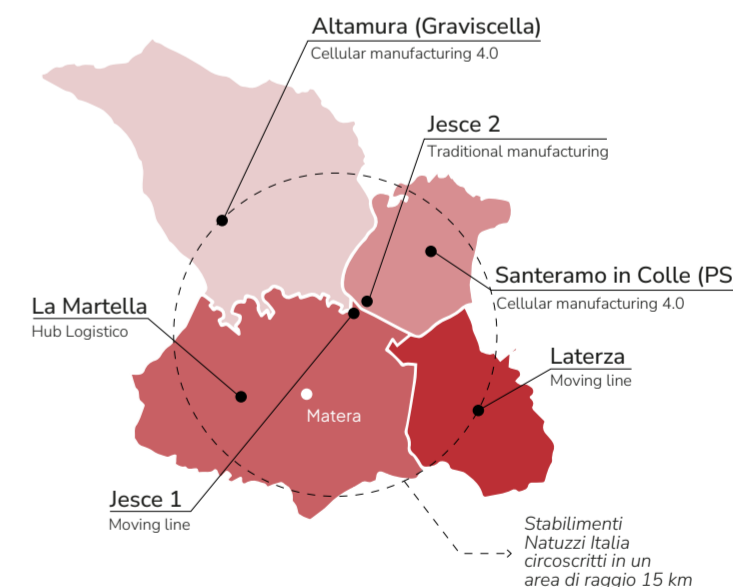 Altamura (Graviscella)
Cellular manufacturing 4.0
Jesce 2
Traditional manufacturing
Santeramo in Colle (PS
Cellular manufacturing 4.0
La Martella
Hub Logistico
Laterza
Moving line
Matera
Jesce 1
Moving line
Stabilimenti
Natuzzi Italia
circoscritti in un
area di raggio 15 km